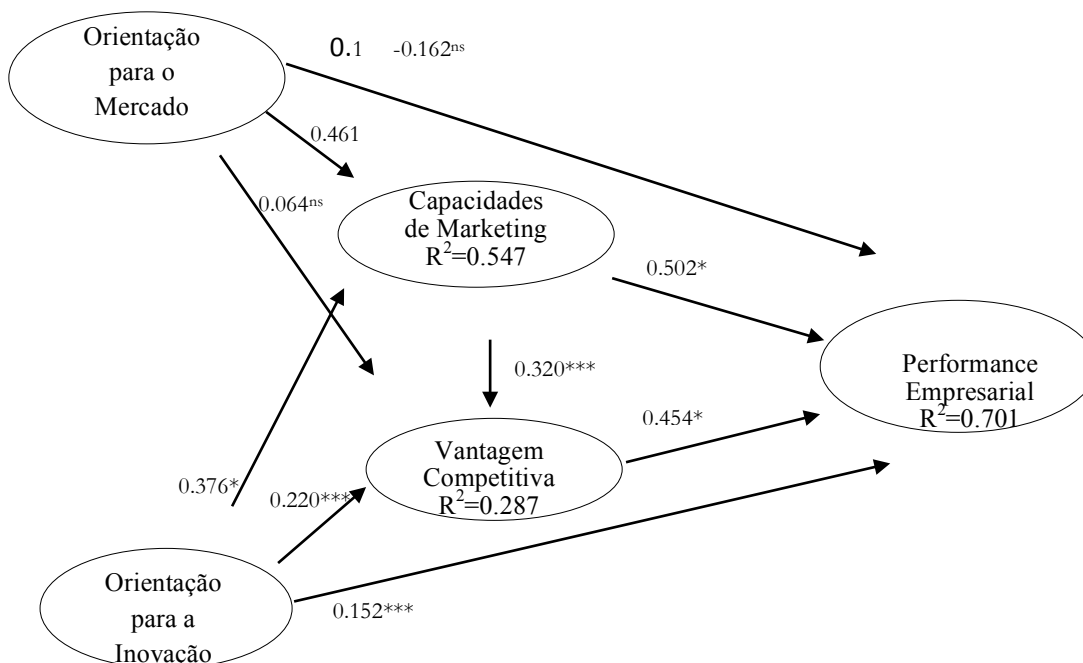 Orientação
para o
Mercado
0.1 -0.162ns
0.461
0.064ns
Capacidades
de Marketing
R²=0.547
0.502*
0.320***
Performance
Empresarial
R²=0.701
0.454*
Vantagem
Competitiva
R²=0.287
0.376*
0.220***
Orientação
para a
Inovação
0.152***